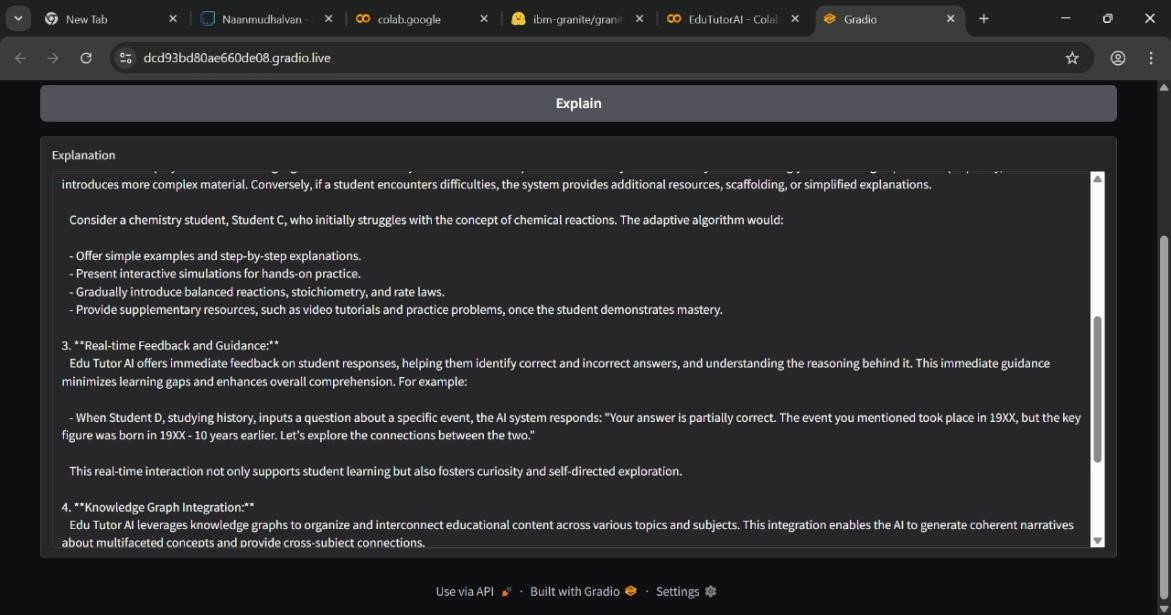 New Tab
Naanmudhalvan -
colab.google
ibm-granite/granit
EduTutorAI - Colab
Gradio
dcd93bd80ae660de08.gradio.live
Explain
Explanation
introduces more complex material. Conversely, if a student encounters difficulties, the system provides additional resources, scaffolding, or simplified explanations.
Consider a chemistry student, Student C, who initially struggles with the concept of chemical reactions. The adaptive algorithm would:
- Offer simple examples and step-by-step explanations.
- Present interactive simulations for hands-on practice.
- Gradually introduce balanced reactions, stoichiometry, and rate laws.
- Provide supplementary resources, such as video tutorials and practice problems, once the student demonstrates mastery.
3. **Real-time Feedback and Guidance:**
Edu Tutor AI offers immediate feedback on student responses, helping them identify correct and incorrect answers, and understanding the reasoning behind it. This immediate guidance
minimizes learning gaps and enhances overall comprehension. For example:
- When Student D, studying history, inputs a question about a specific event, the AI system responds: "Your answer is partially correct. The event you mentioned took place in 19XX, but the key
figure was born in 19XX - 10 years earlier. Let's explore the connections between the two."
This real-time interaction not only supports student learning but also fosters curiosity and self-directed exploration.
4. **Knowledge Graph Integration:**
Edu Tutor AI leverages knowledge graphs to organize and interconnect educational content across various topics and subjects. This integration enables the AI to generate coherent narratives
about multifaceted concepts and provide cross-subject connections.
Use via API · Built with Gradio · Settings